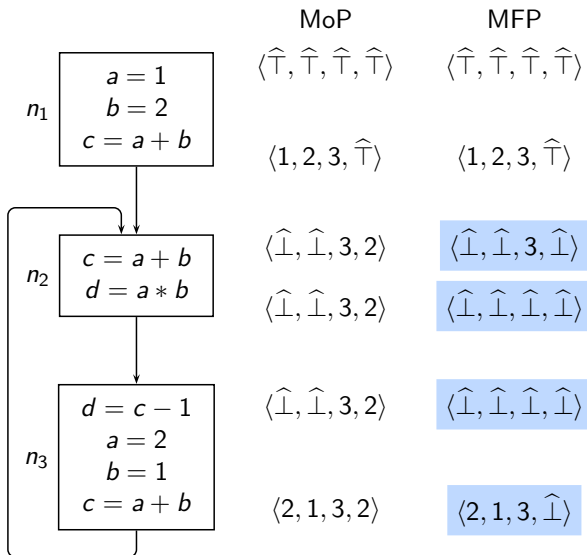 MoP MFP
⟨⊤̂, ⊤̂, ⊤̂, ⊤̂⟩ ⟨⊤̂, ⊤̂, ⊤̂, ⊤̂⟩
n₁
a = 1
b = 2
c = a + b
⟨1, 2, 3, ⊤̂⟩ ⟨1, 2, 3, ⊤̂⟩
n₂
c = a + b
d = a * b
⟨⊥̂, ⊥̂, 3, 2⟩ ⟨⊥̂, ⊥̂, 3, ⊥̂⟩
⟨⊥̂, ⊥̂, 3, 2⟩ ⟨⊥̂, ⊥̂, ⊥̂, ⊥̂⟩
n₃
d = c − 1
a = 2
b = 1
c = a + b
⟨⊥̂, ⊥̂, 3, 2⟩ ⟨⊥̂, ⊥̂, ⊥̂, ⊥̂⟩
⟨2, 1, 3, 2⟩ ⟨2, 1, 3, ⊥̂⟩